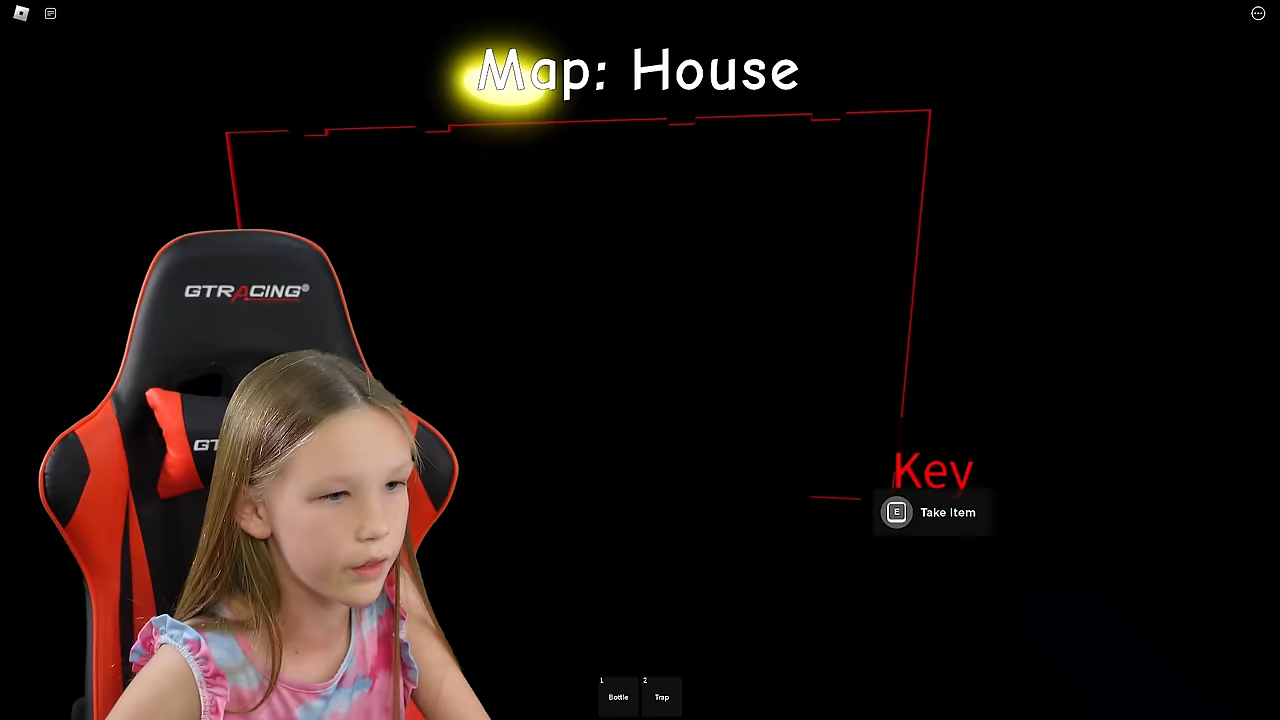 Map: House
GTRACING®
GT
Key
E Take Item
1 2
Bottle Trap